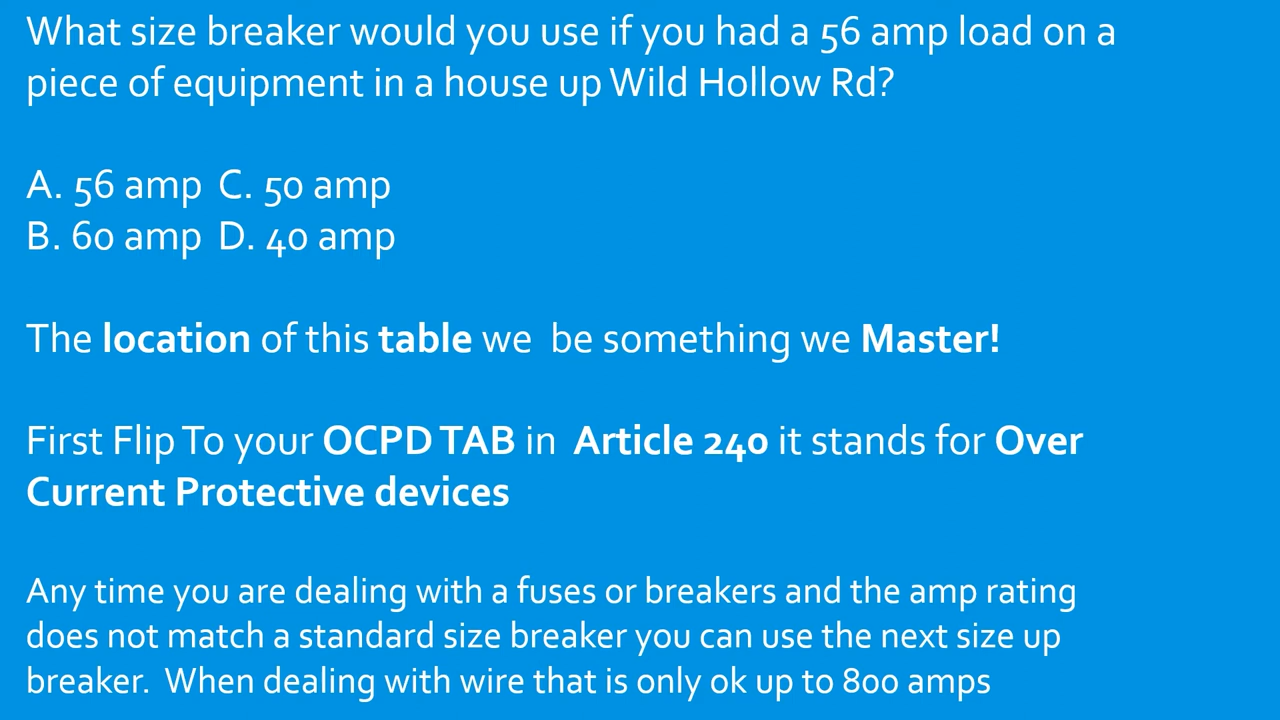 What size breaker would you use if you had a 56 amp load on a
piece of equipment in a house up Wild Hollow Rd?
A. 56 amp C. 50 amp
B. 60 amp D. 40 amp
The location of this table we be something we Master!
First Flip To your OCPD TAB in Article 240 it stands for Over
Current Protective devices
Any time you are dealing with a fuses or breakers and the amp rating
does not match a standard size breaker you can use the next size up
breaker. When dealing with wire that is only ok up to 800 amps